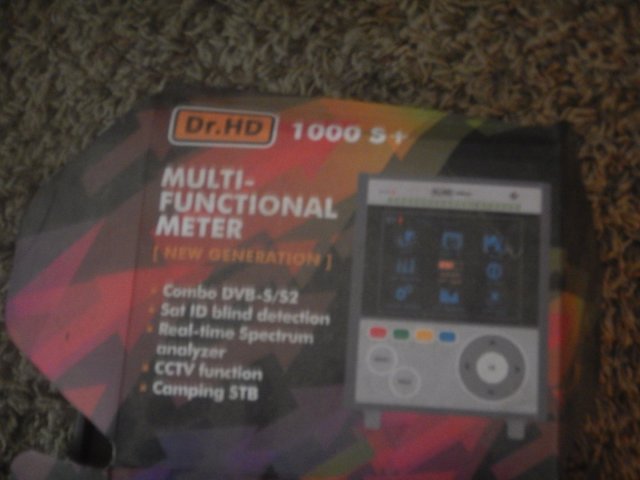 Dr.HD 1000 S+
MULTI-
FUNCTIONAL
METER
[ NEW GENERATION ]
Combo DVB-S/S2
Sat ID blind detection
Real-time Spectrum
analyzer
CCTV function
Camping STB